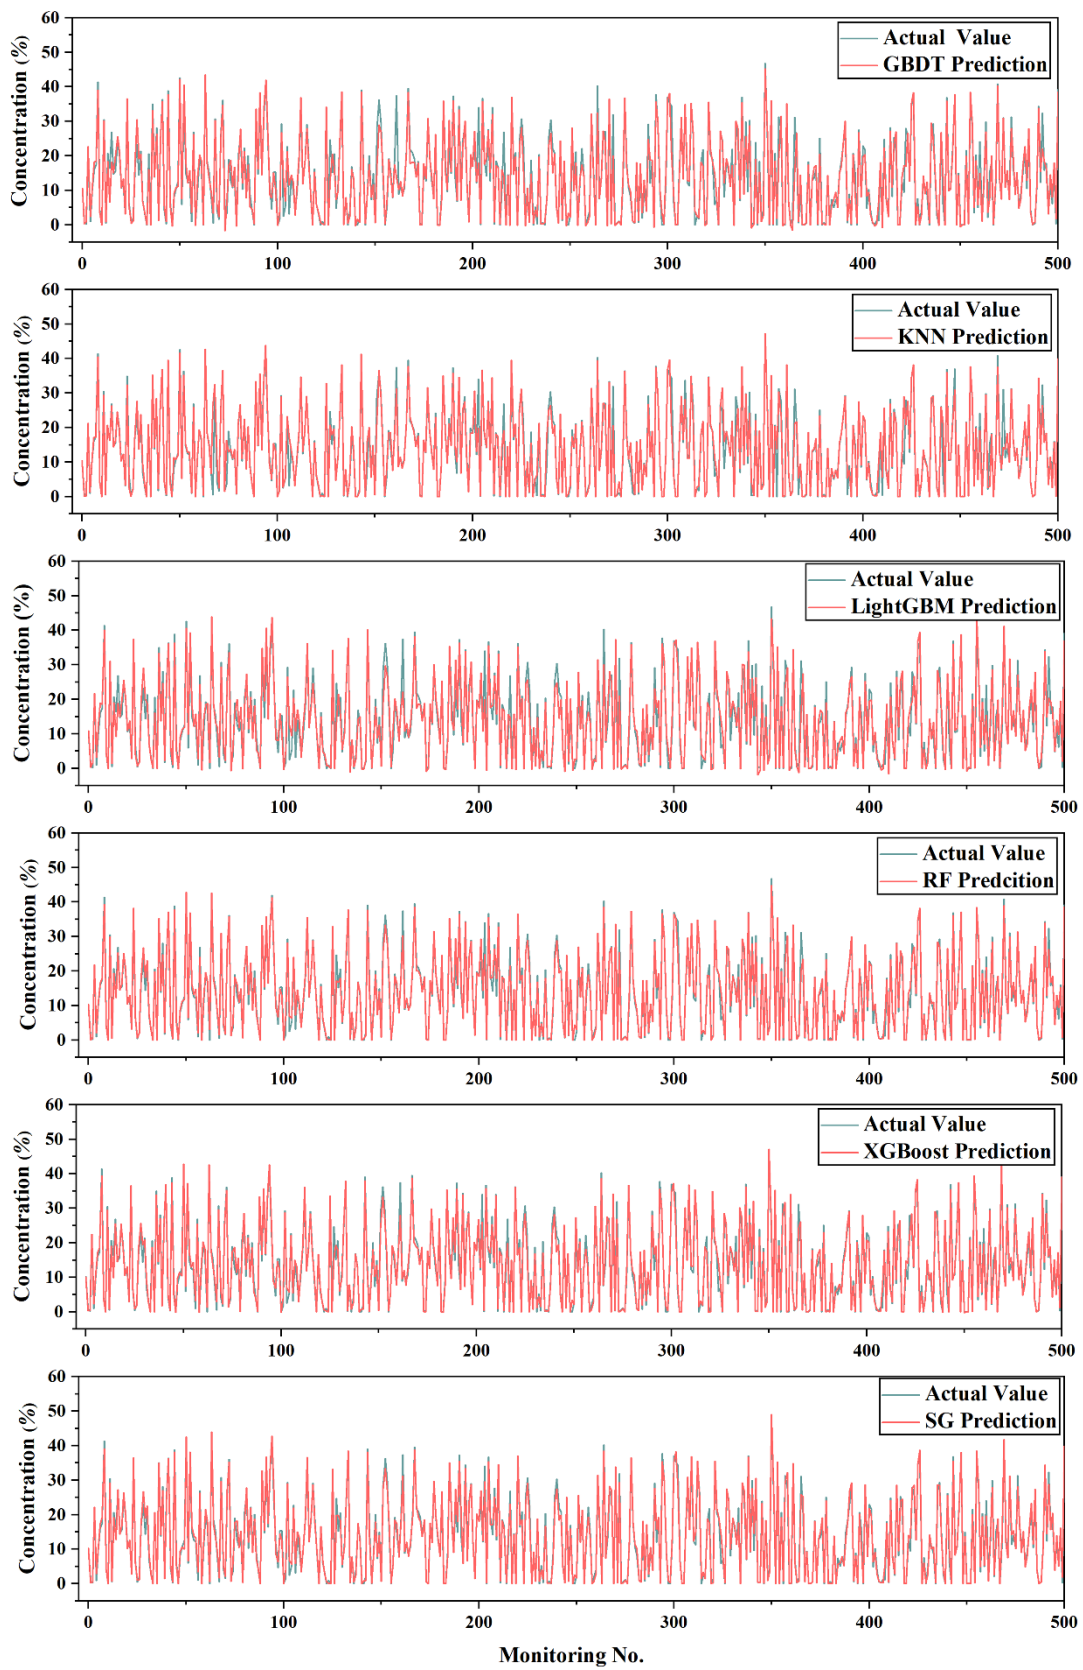 60
50
40
30
20
10
0
Concentration (%)
Actual Value
GBDT Prediction
0 100 200 300 400 500
60
50
40
30
20
10
0
Concentration (%)
Actual Value
KNN Prediction
0 100 200 300 400 500
60
50
40
30
20
10
0
Concentration (%)
Actual Value
LightGBM Prediction
0 100 200 300 400 500
60
50
40
30
20
10
0
Concentration (%)
Actual Value
RF Predcition
0 100 200 300 400 500
60
50
40
30
20
10
0
Concentration (%)
Actual Value
XGBoost Prediction
0 100 200 300 400 500
60
50
40
30
20
10
0
Concentration (%)
Actual Value
SG Prediction
0 100 200 300 400 500
Monitoring No.